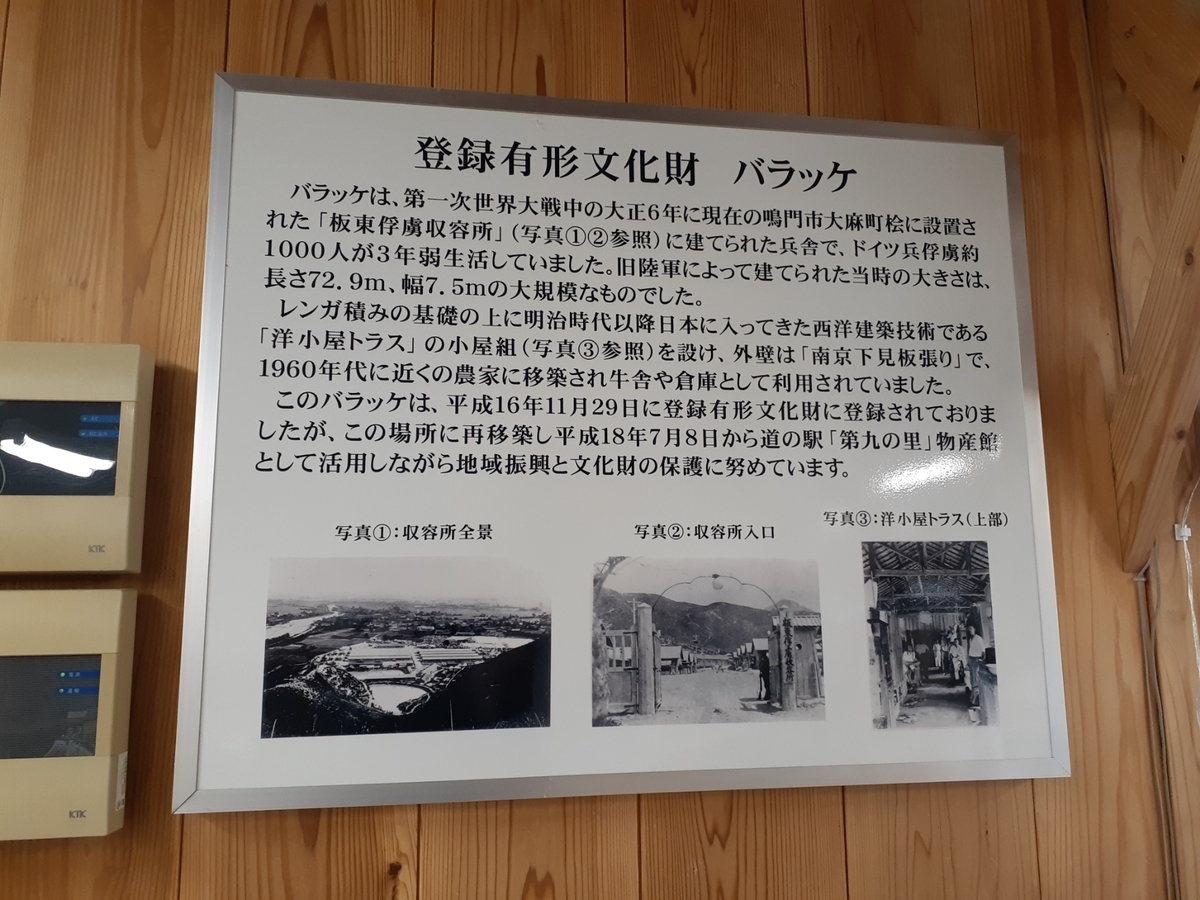 登録有形文化財　バラッケ
バラッケは、第一次世界大戦中の大正6年に現在の鳴門市大麻町桧に設置さ
れた「板東俘虜収容所」(写真①②参照)に建てられた兵舎で、ドイツ兵俘虜約
1000人が3年弱生活していました。旧陸軍によって建てられた当時の大きさは、
長さ72.9m、幅7.5mの大規模なものでした。
レンガ積みの基礎の上に明治時代以降日本に入ってきた西洋建築技術である
「洋小屋トラス」の小屋組(写真③参照)を設け、外壁は「南京下見板張り」で、
1960年代に近くの農家に移築され牛舎や倉庫として利用されていました。
このバラッケは、平成16年11月29日に登録有形文化財に登録されておりま
したが、この場所に再移築し平成18年7月8日から道の駅「第九の里」物産館
として活用しながら地域振興と文化財の保護に努めています。
写真①:収容所全景
写真②:収容所入口
写真③:洋小屋トラス(上部)
KTK
KTK